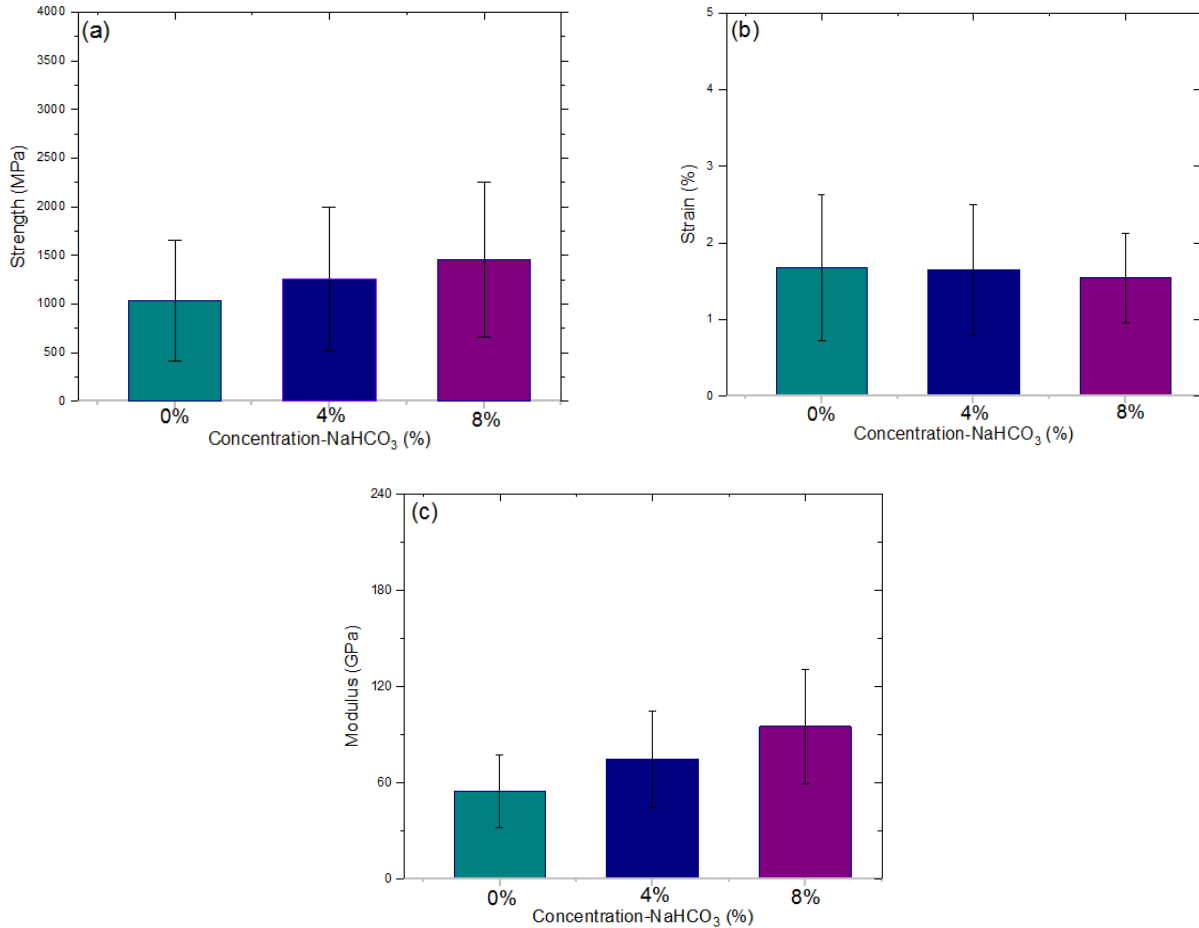 (a)
Strength (MPa)
4000
3500
3000
2500
2000
1500
1000
500
0
0% 4% 8%
Concentration-NaHCO₃ (%)
(b)
Strain (%)
5
4
3
2
1
0
0% 4% 8%
Concentration-NaHCO₃ (%)
(c)
Modulus (GPa)
240
180
120
60
0
0% 4% 8%
Concentration-NaHCO₃ (%)